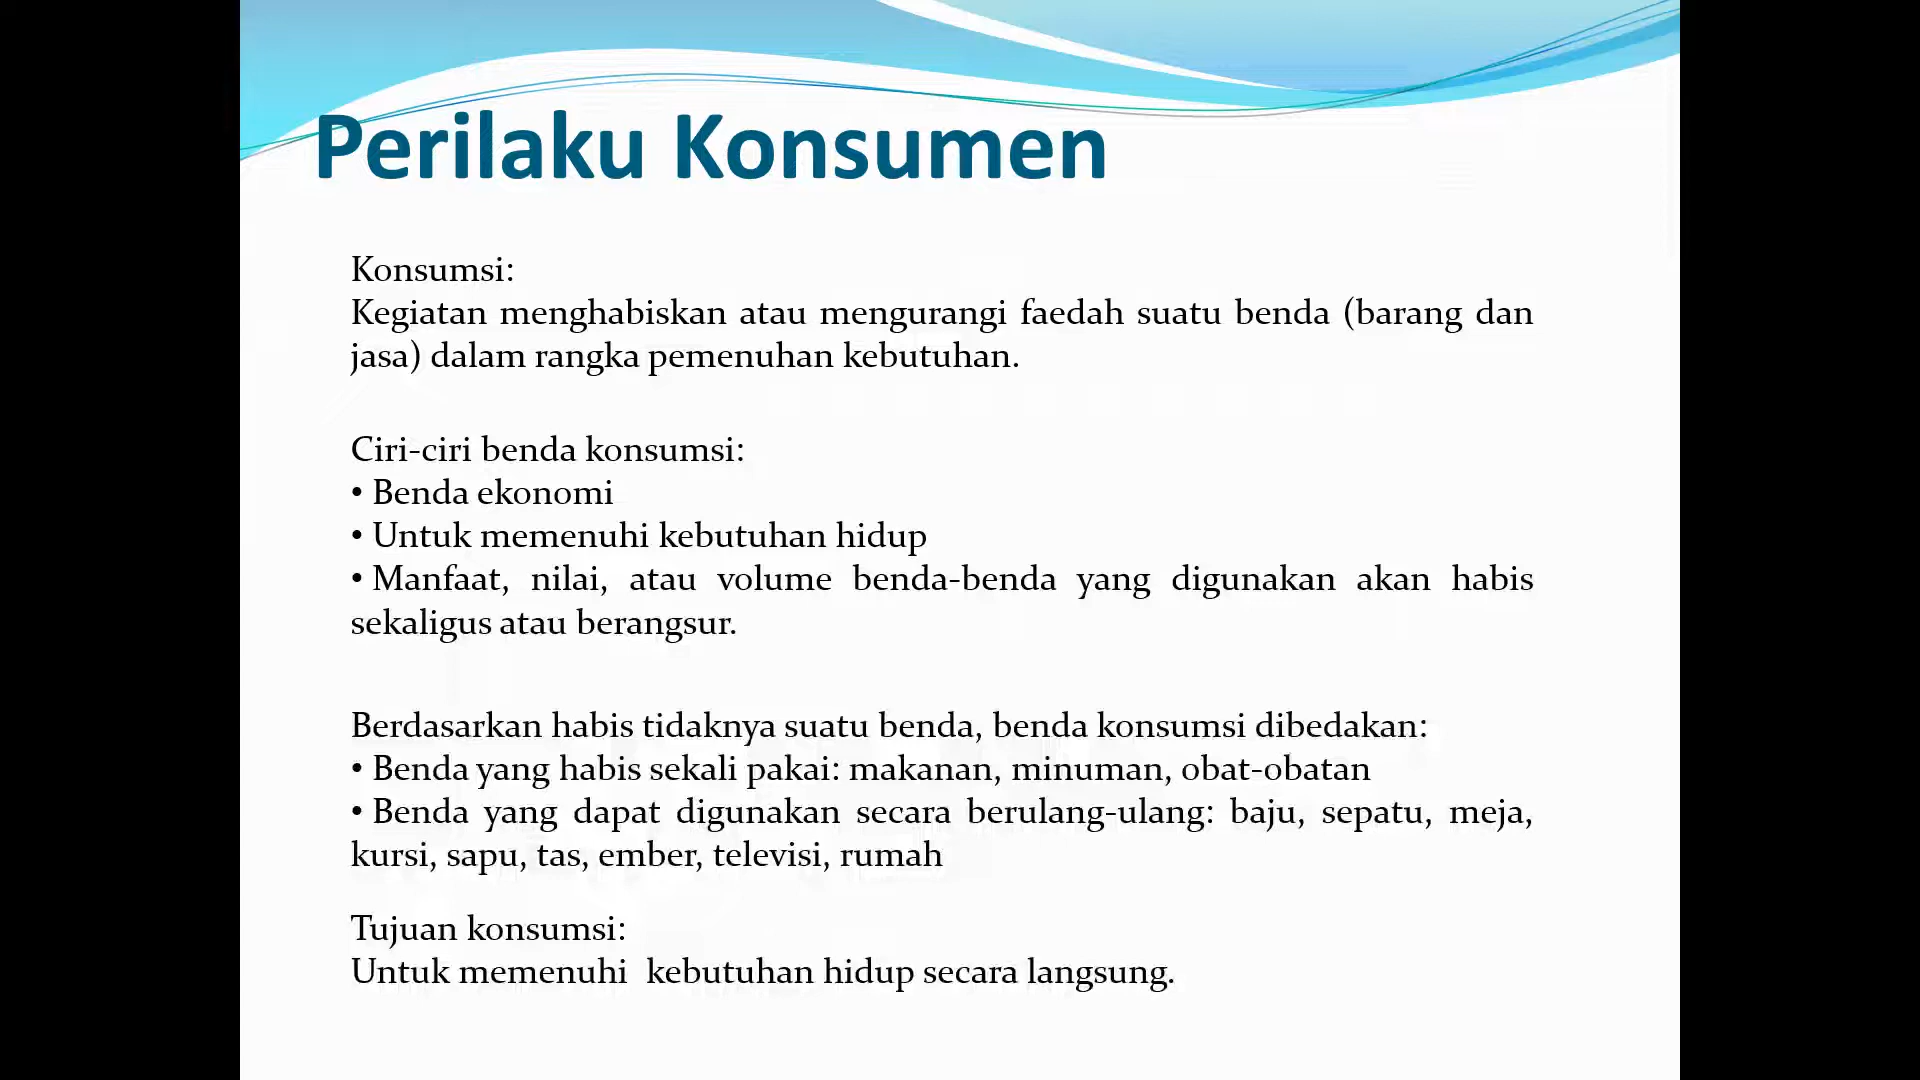 Perilaku Konsumen
Konsumsi:
Kegiatan menghabiskan atau mengurangi faedah suatu benda (barang dan
jasa) dalam rangka pemenuhan kebutuhan.
Ciri-ciri benda konsumsi:
• Benda ekonomi
• Untuk memenuhi kebutuhan hidup
• Manfaat, nilai, atau volume benda-benda yang digunakan akan habis
sekaligus atau berangsur.
Berdasarkan habis tidaknya suatu benda, benda konsumsi dibedakan:
• Benda yang habis sekali pakai: makanan, minuman, obat-obatan
• Benda yang dapat digunakan secara berulang-ulang: baju, sepatu, meja,
kursi, sapu, tas, ember, televisi, rumah
Tujuan konsumsi:
Untuk memenuhi  kebutuhan hidup secara langsung.